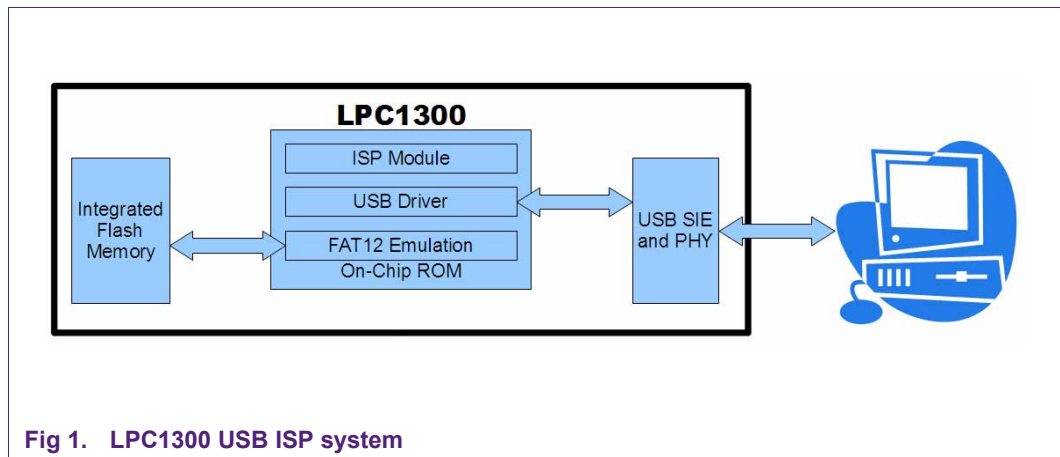 LPC1300
ISP Module
USB Driver
FAT12 Emulation
On-Chip ROM
Integrated
Flash
Memory
USB SIE
and PHY
Fig 1. LPC1300 USB ISP system